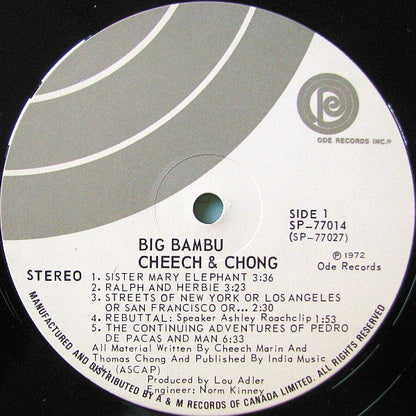 ODE RECORDS INC.®
SIDE 1
SP-77014
(SP-77027)
BIG BAMBU
CHEECH & CHONG
℗ 1972
Ode Records
STEREO
1. SISTER MARY ELEPHANT 3:36
2. RALPH AND HERBIE 3:23
3. STREETS OF NEW YORK OR LOS ANGELES
OR SAN FRANCISCO OR... 2:30
4. REBUTTAL: Speaker Ashley Roachclip 1:53
5. THE CONTINUING ADVENTURES OF PEDRO
DE PACAS AND MAN 6:33
All Material Written By Cheech Marin And
Thomas Chong And Published By India Music
(ASCAP)
Produced by Lou Adler
Engineer: Norm Kinney
MANUFACTURED AND DISTRIBUTED BY A & M RECORDS OF CANADA LIMITED. ALL RIGHTS RESERVED